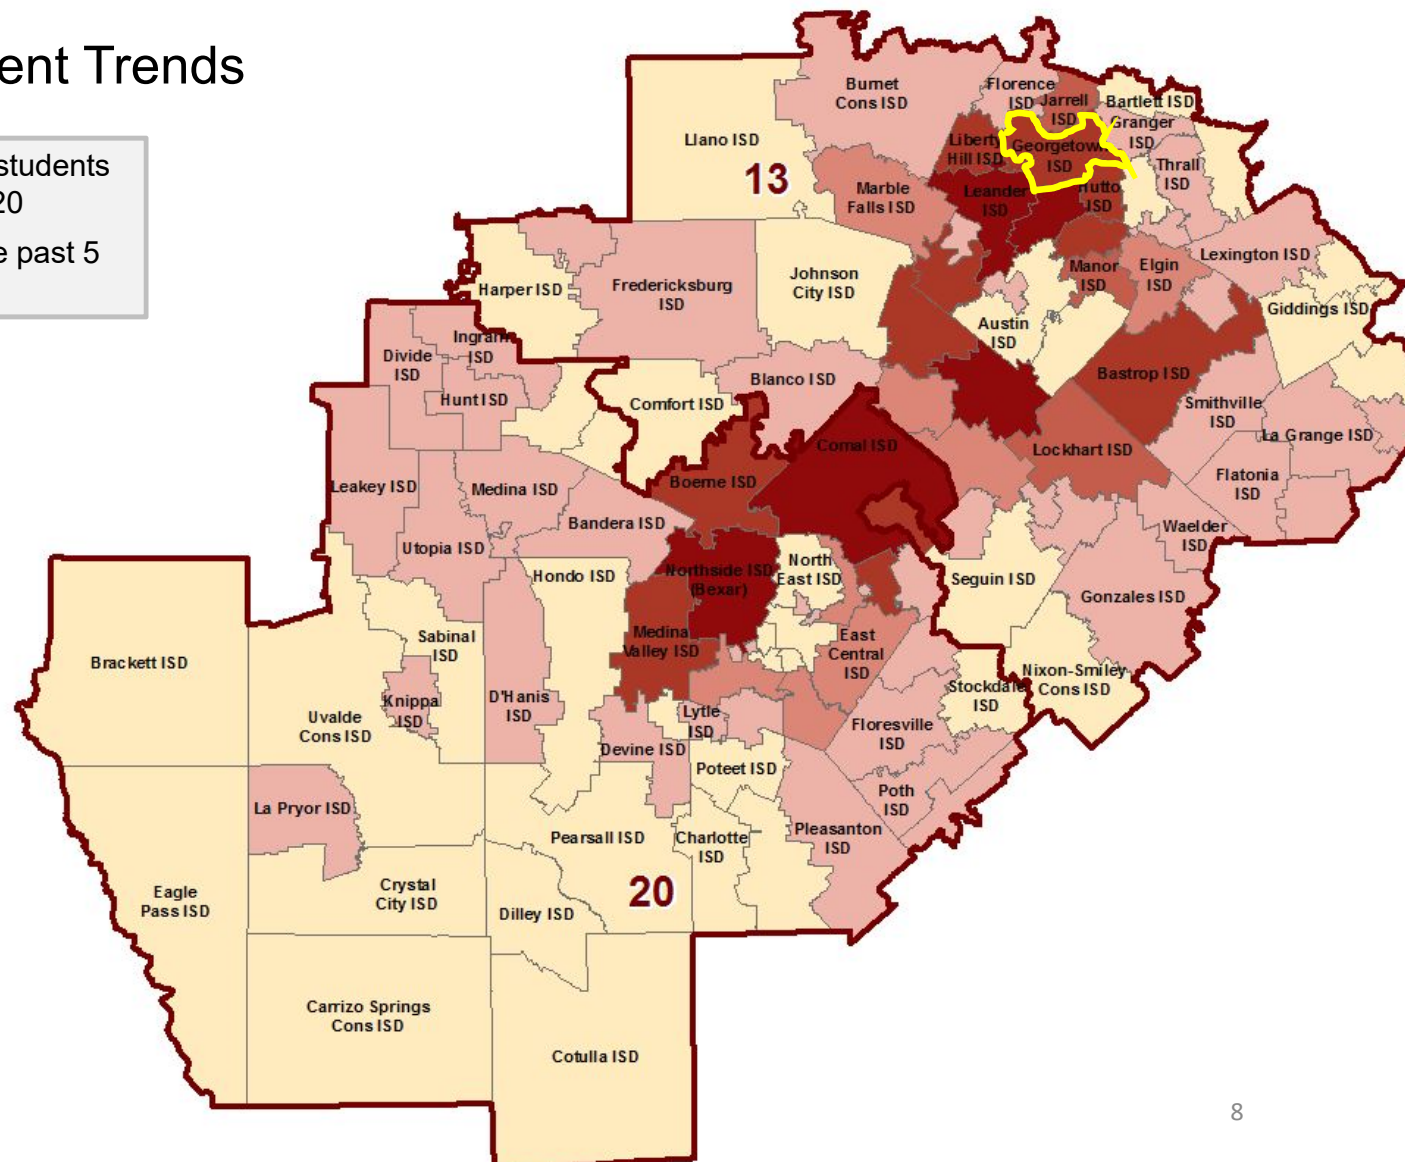 ent Trends
students
20
e past 5
Burnet
Cons ISD
Florence
ISD
Jarrell
ISD
Bartlett ISD
Granger
ISD
Llano ISD
13
Liberty
Hill ISD
Georgetown
ISD
Thrall
ISD
Marble
Falls ISD
Leander
ISD
Hutto
ISD
Lexington ISD
Harper ISD
Fredericksburg
ISD
Johnson
City ISD
Manor
ISD
Elgin
ISD
Giddings ISD
Austin
ISD
Ingram
ISD
Divide
ISD
Hunt ISD
Blanco ISD
Bastrop ISD
Comfort ISD
Smithville
ISD
La Grange ISD
Comal ISD
Lockhart ISD
Leakey ISD
Medina ISD
Boerne ISD
Flatonia
ISD
Bandera ISD
Waelder
ISD
Utopia ISD
Hondo ISD
Northside ISD
(Bexar)
North
East ISD
Seguin ISD
Gonzales ISD
Sabinal
ISD
Medina
Valley ISD
East
Central
ISD
Brackett ISD
Knippa
ISD
D'Hanis
ISD
Stockdale
ISD
Nixon-Smiley
Cons ISD
Uvalde
Cons ISD
Lytle
ISD
Floresville
ISD
Devine ISD
Poteet ISD
La Pryor ISD
Poth
ISD
Pearsall ISD
Charlotte
ISD
Pleasanton
ISD
Eagle
Pass ISD
Crystal
City ISD
20
Dilley ISD
Carrizo Springs
Cons ISD
Cotulla ISD
8